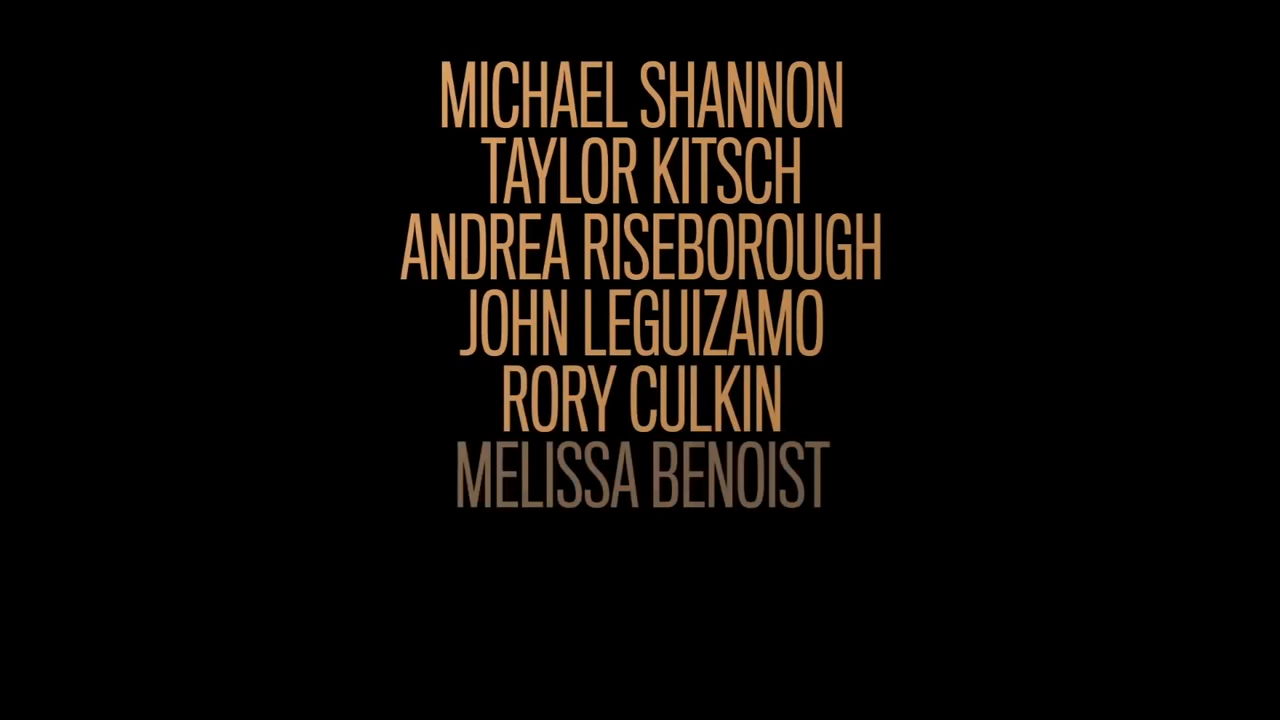 MICHAEL SHANNON
TAYLOR KITSCH
ANDREA RISEBOROUGH
JOHN LEGUIZAMO
RORY CULKIN
MELISSA BENOIST